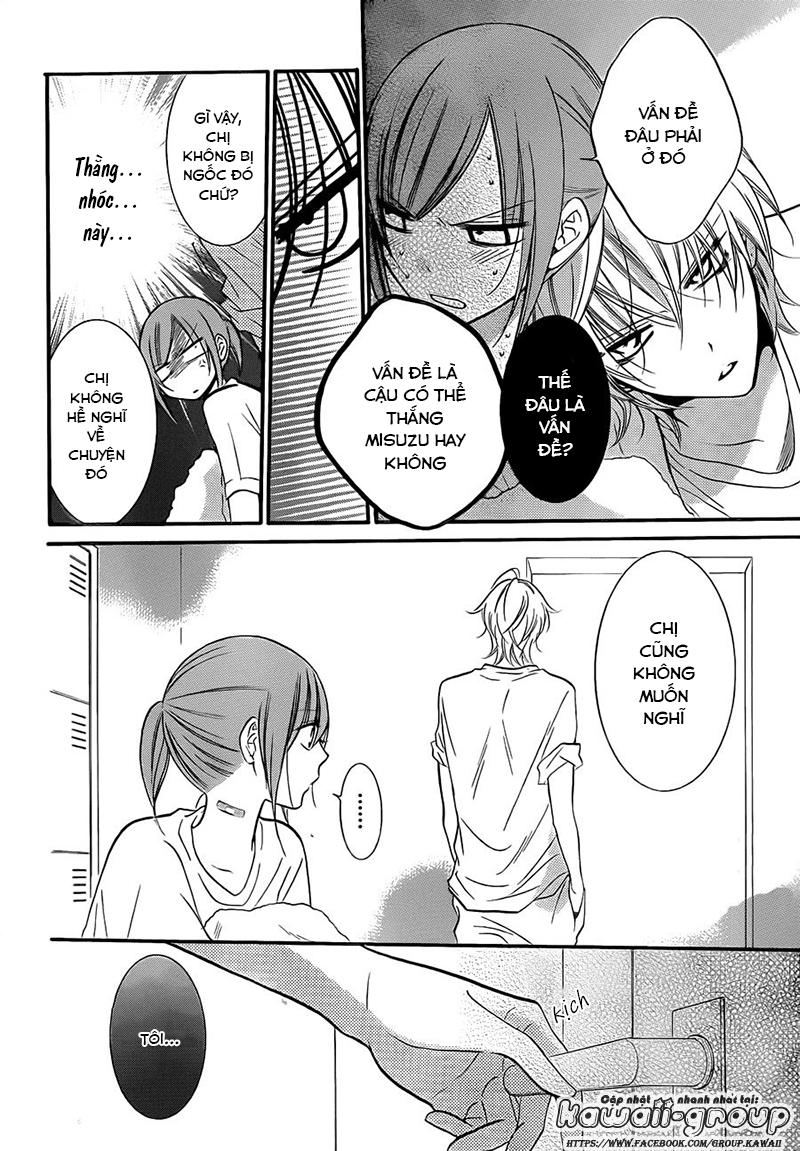 VẤN ĐỀ
ĐÂU PHẢI
Ở ĐÓ
THẾ
ĐÂU LÀ
VẤN
ĐỀ?
VẤN ĐỀ LÀ
CẬU CÓ THỂ
THẮNG
MISUZU HAY
KHÔNG
GÌ VẬY,
CHỊ
KHÔNG BỊ
NGỐC ĐÓ
CHỨ?
Thằng...
nhóc...
này...
CHỊ
KHÔNG
HỀ NGHĨ
VỀ
CHUYỆN
ĐÓ
CHỊ
CŨNG
KHÔNG
MUỐN
NGHĨ
......
kịch
TÔI...
Cập nhật nhanh nhất tại:
kawaii-group
HTTPS://WWW.FACEBOOK.COM/GROUP.KAWAII